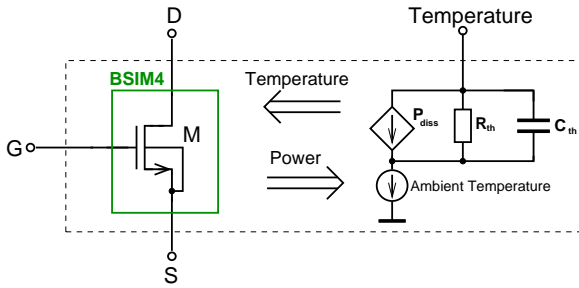 D
Temperature
BSIM4
Temperature
M
P diss
R th
C th
G
Power
Ambient Temperature
S